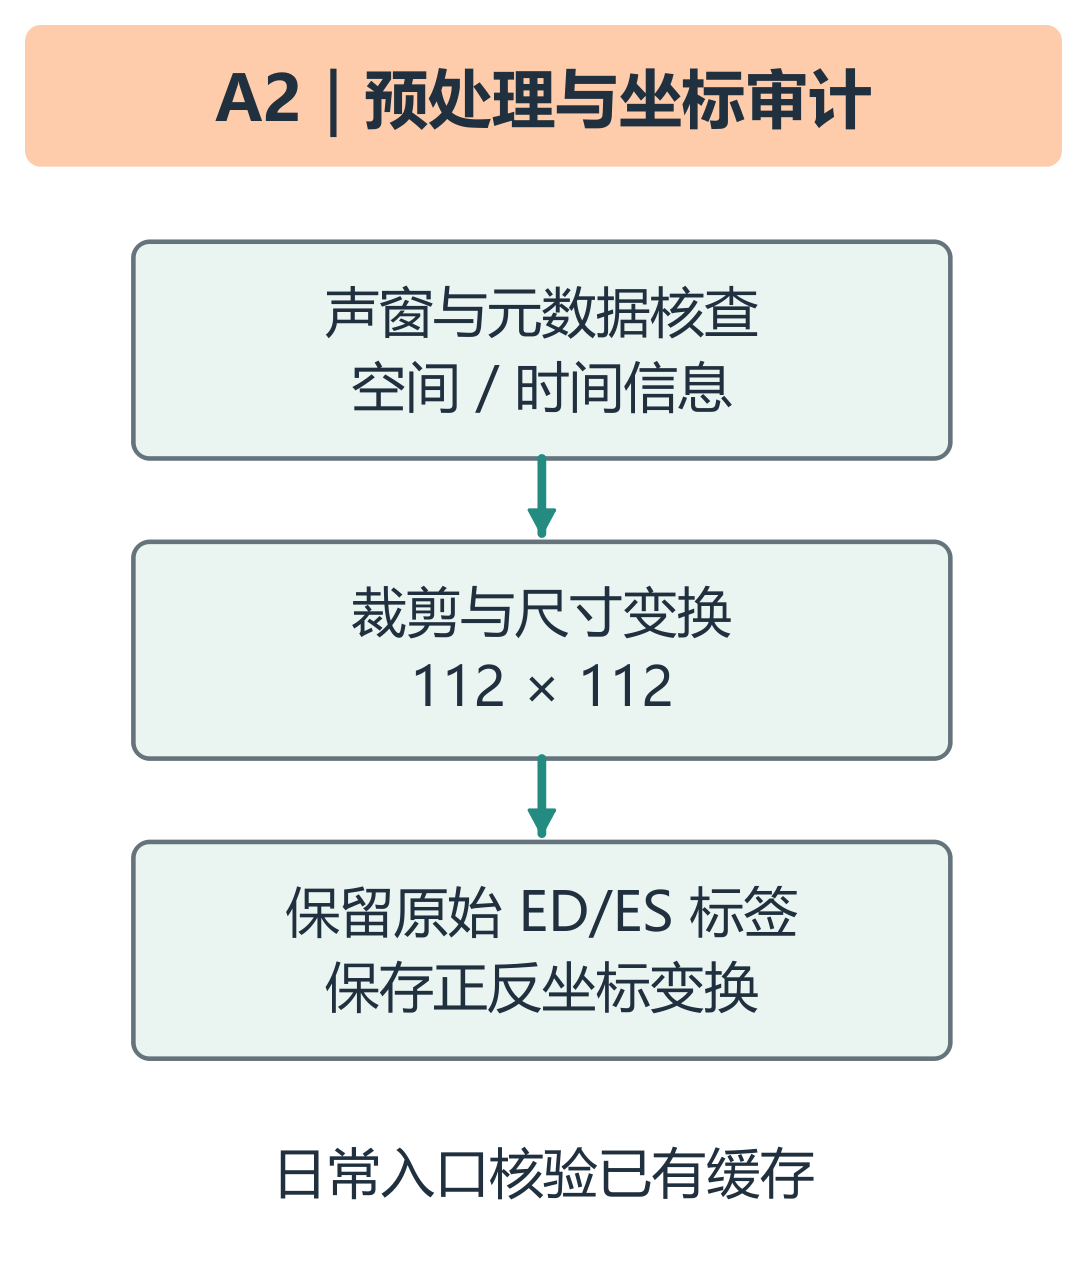 A2｜预处理与坐标审计
声窗与元数据核查
空间 / 时间信息
裁剪与尺寸变换
112 × 112
保留原始 ED/ES 标签
保存正反坐标变换
日常入口核验已有缓存